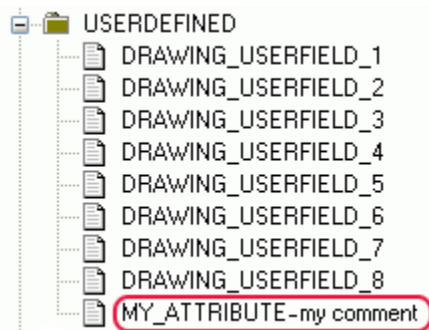 USERDEFINED
DRAWING_USERFIELD_1
DRAWING_USERFIELD_2
DRAWING_USERFIELD_3
DRAWING_USERFIELD_4
DRAWING_USERFIELD_5
DRAWING_USERFIELD_6
DRAWING_USERFIELD_7
DRAWING_USERFIELD_8
MY_ATTRIBUTE-my comment